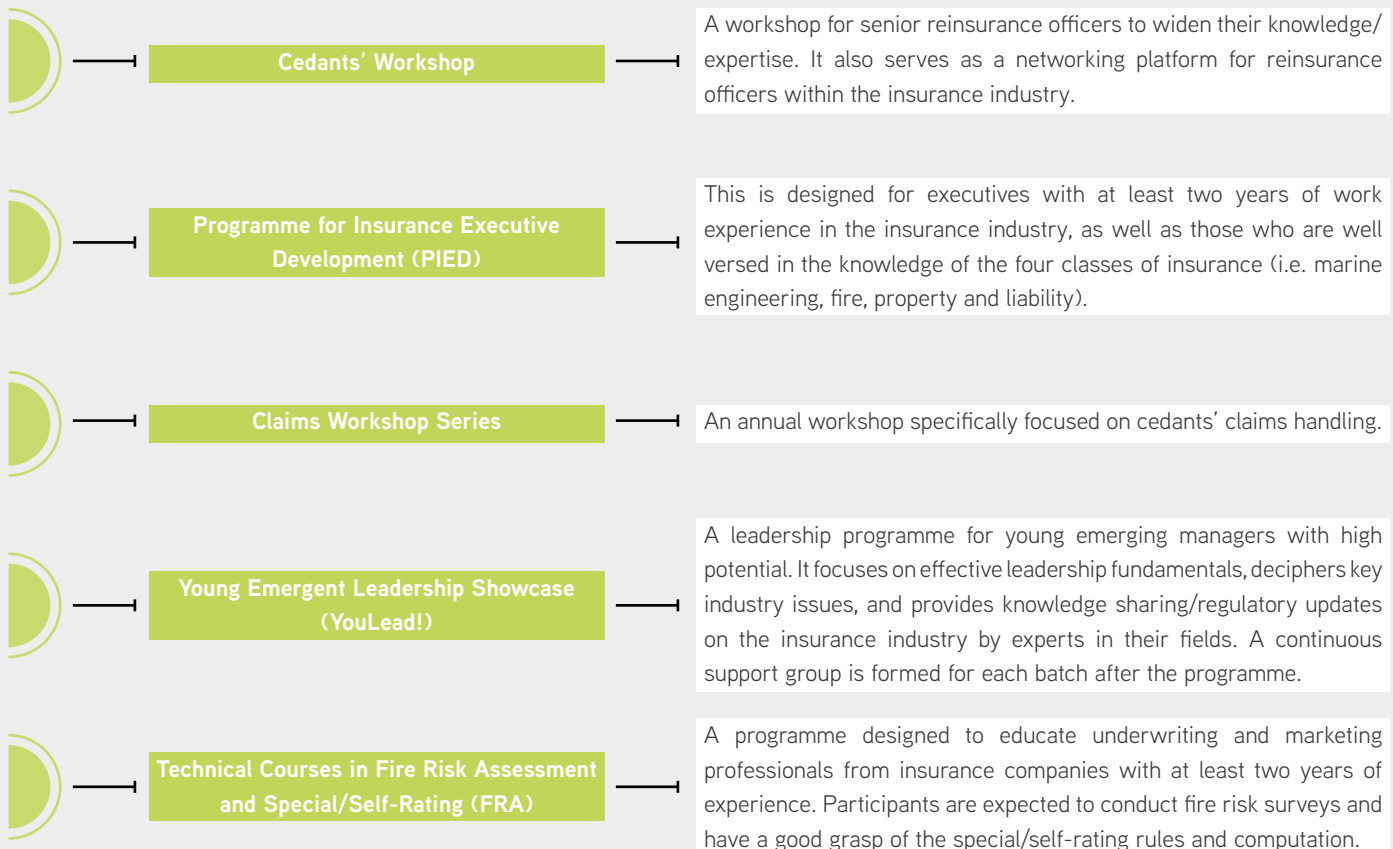 Cedants’ Workshop
A workshop for senior reinsurance officers to widen their knowledge/
expertise. It also serves as a networking platform for reinsurance
officers within the insurance industry.
Programme for Insurance Executive
Development (PIED)
This is designed for executives with at least two years of work
experience in the insurance industry, as well as those who are well
versed in the knowledge of the four classes of insurance (i.e. marine
engineering, fire, property and liability).
Claims Workshop Series
An annual workshop specifically focused on cedants’ claims handling.
Young Emergent Leadership Showcase
(YouLead!)
A leadership programme for young emerging managers with high
potential. It focuses on effective leadership fundamentals, deciphers key
industry issues, and provides knowledge sharing/regulatory updates
on the insurance industry by experts in their fields. A continuous
support group is formed for each batch after the programme.
Technical Courses in Fire Risk Assessment
and Special/Self-Rating (FRA)
A programme designed to educate underwriting and marketing
professionals from insurance companies with at least two years of
experience. Participants are expected to conduct fire risk surveys and
have a good grasp of the special/self-rating rules and computation.